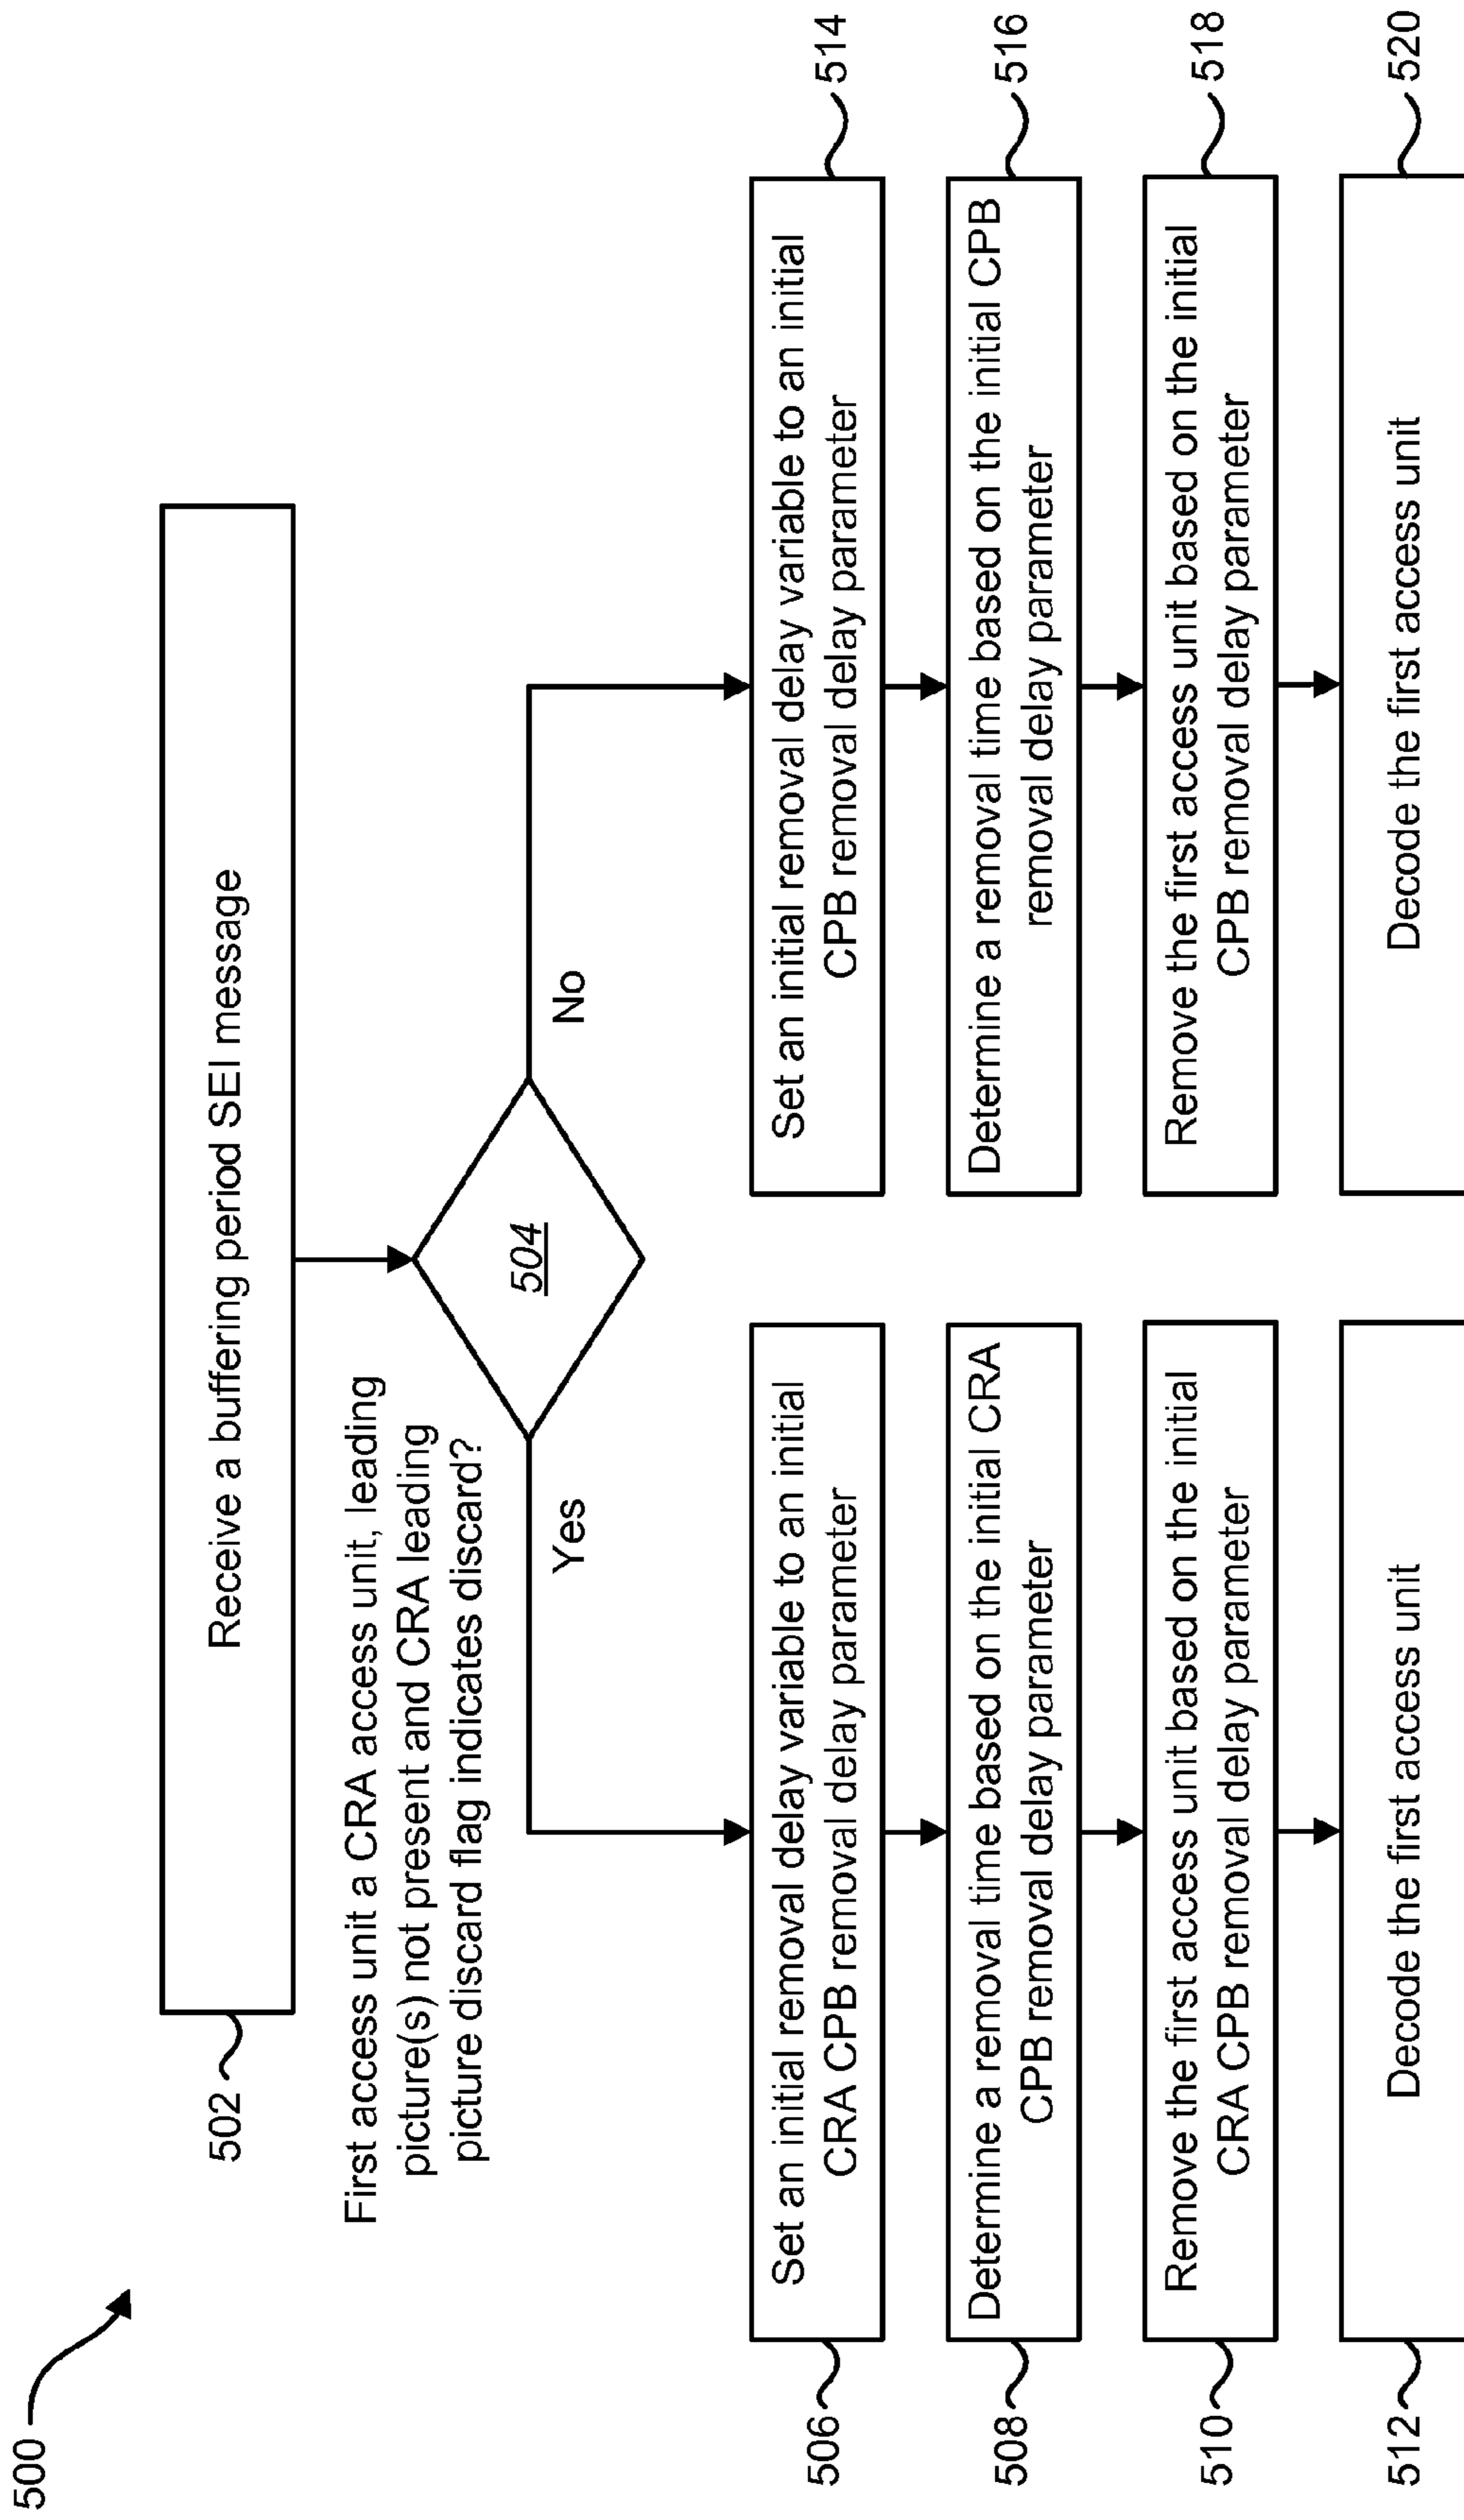 500
502
Receive a buffering period SEI message
First access unit a CRA access unit, leading
picture(s) not present and CRA leading
picture discard flag indicates discard?
504
Yes
No
506
Set an initial removal delay variable to an initial
CRA CPB removal delay parameter
508
Determine a removal time based on the initial CRA
CPB removal delay parameter
510
Remove the first access unit based on the initial
CRA CPB removal delay parameter
512
Decode the first access unit
Set an initial removal delay variable to an initial
CPB removal delay parameter
514
Determine a removal time based on the initial CPB
removal delay parameter
516
Remove the first access unit based on the initial
CPB removal delay parameter
518
Decode the first access unit
520